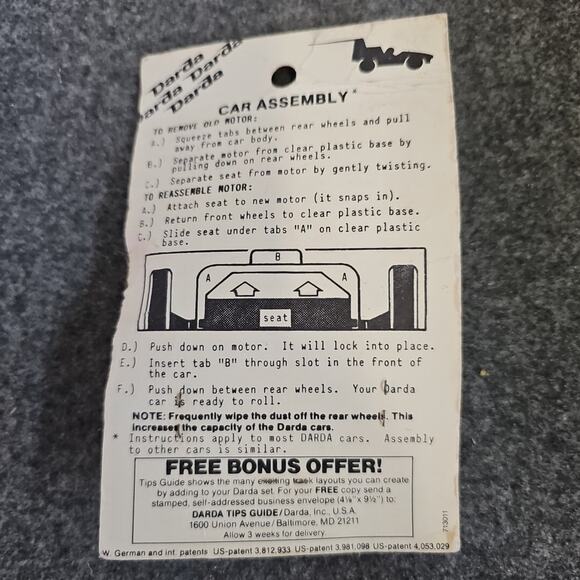 Darda
Darda Darda
Darda
CAR ASSEMBLY*
TO REMOVE OLD MOTOR:
A.) Squeeze tabs between rear wheels and pull
away from car body.
B.) Separate motor from clear plastic base by
pulling down on rear wheels.
C.) Separate seat from motor by gently twisting.
TO REASSEMBLE MOTOR:
A.) Attach seat to new motor (it snaps in).
B.) Return front wheels to clear plastic base.
C.) Slide seat under tabs "A" on clear plastic
base.
B
A A
seat
D.) Push down on motor. It will lock into place.
E.) Insert tab "B" through slot in the front of
the car.
F.) Push down between rear wheels. Your Darda
car is ready to roll.
NOTE: Frequently wipe the dust off the rear wheels. This
increases the capacity of the Darda cars.
* Instructions apply to most DARDA cars. Assembly
to other cars is similar.
FREE BONUS OFFER!
Tips Guide shows the many exciting track layouts you can create
by adding to your Darda set. For your FREE copy send a
stamped, self-addressed business envelope (4⅛" x 9½") to:
DARDA TIPS GUIDE/Darda, Inc., U.S.A.
1600 Union Avenue/Baltimore, MD 21211
Allow 3 weeks for delivery.
713011
W. German and int. patents US-patent 3,812,933 US-patent 3,981,098 US-patent 4,053,029